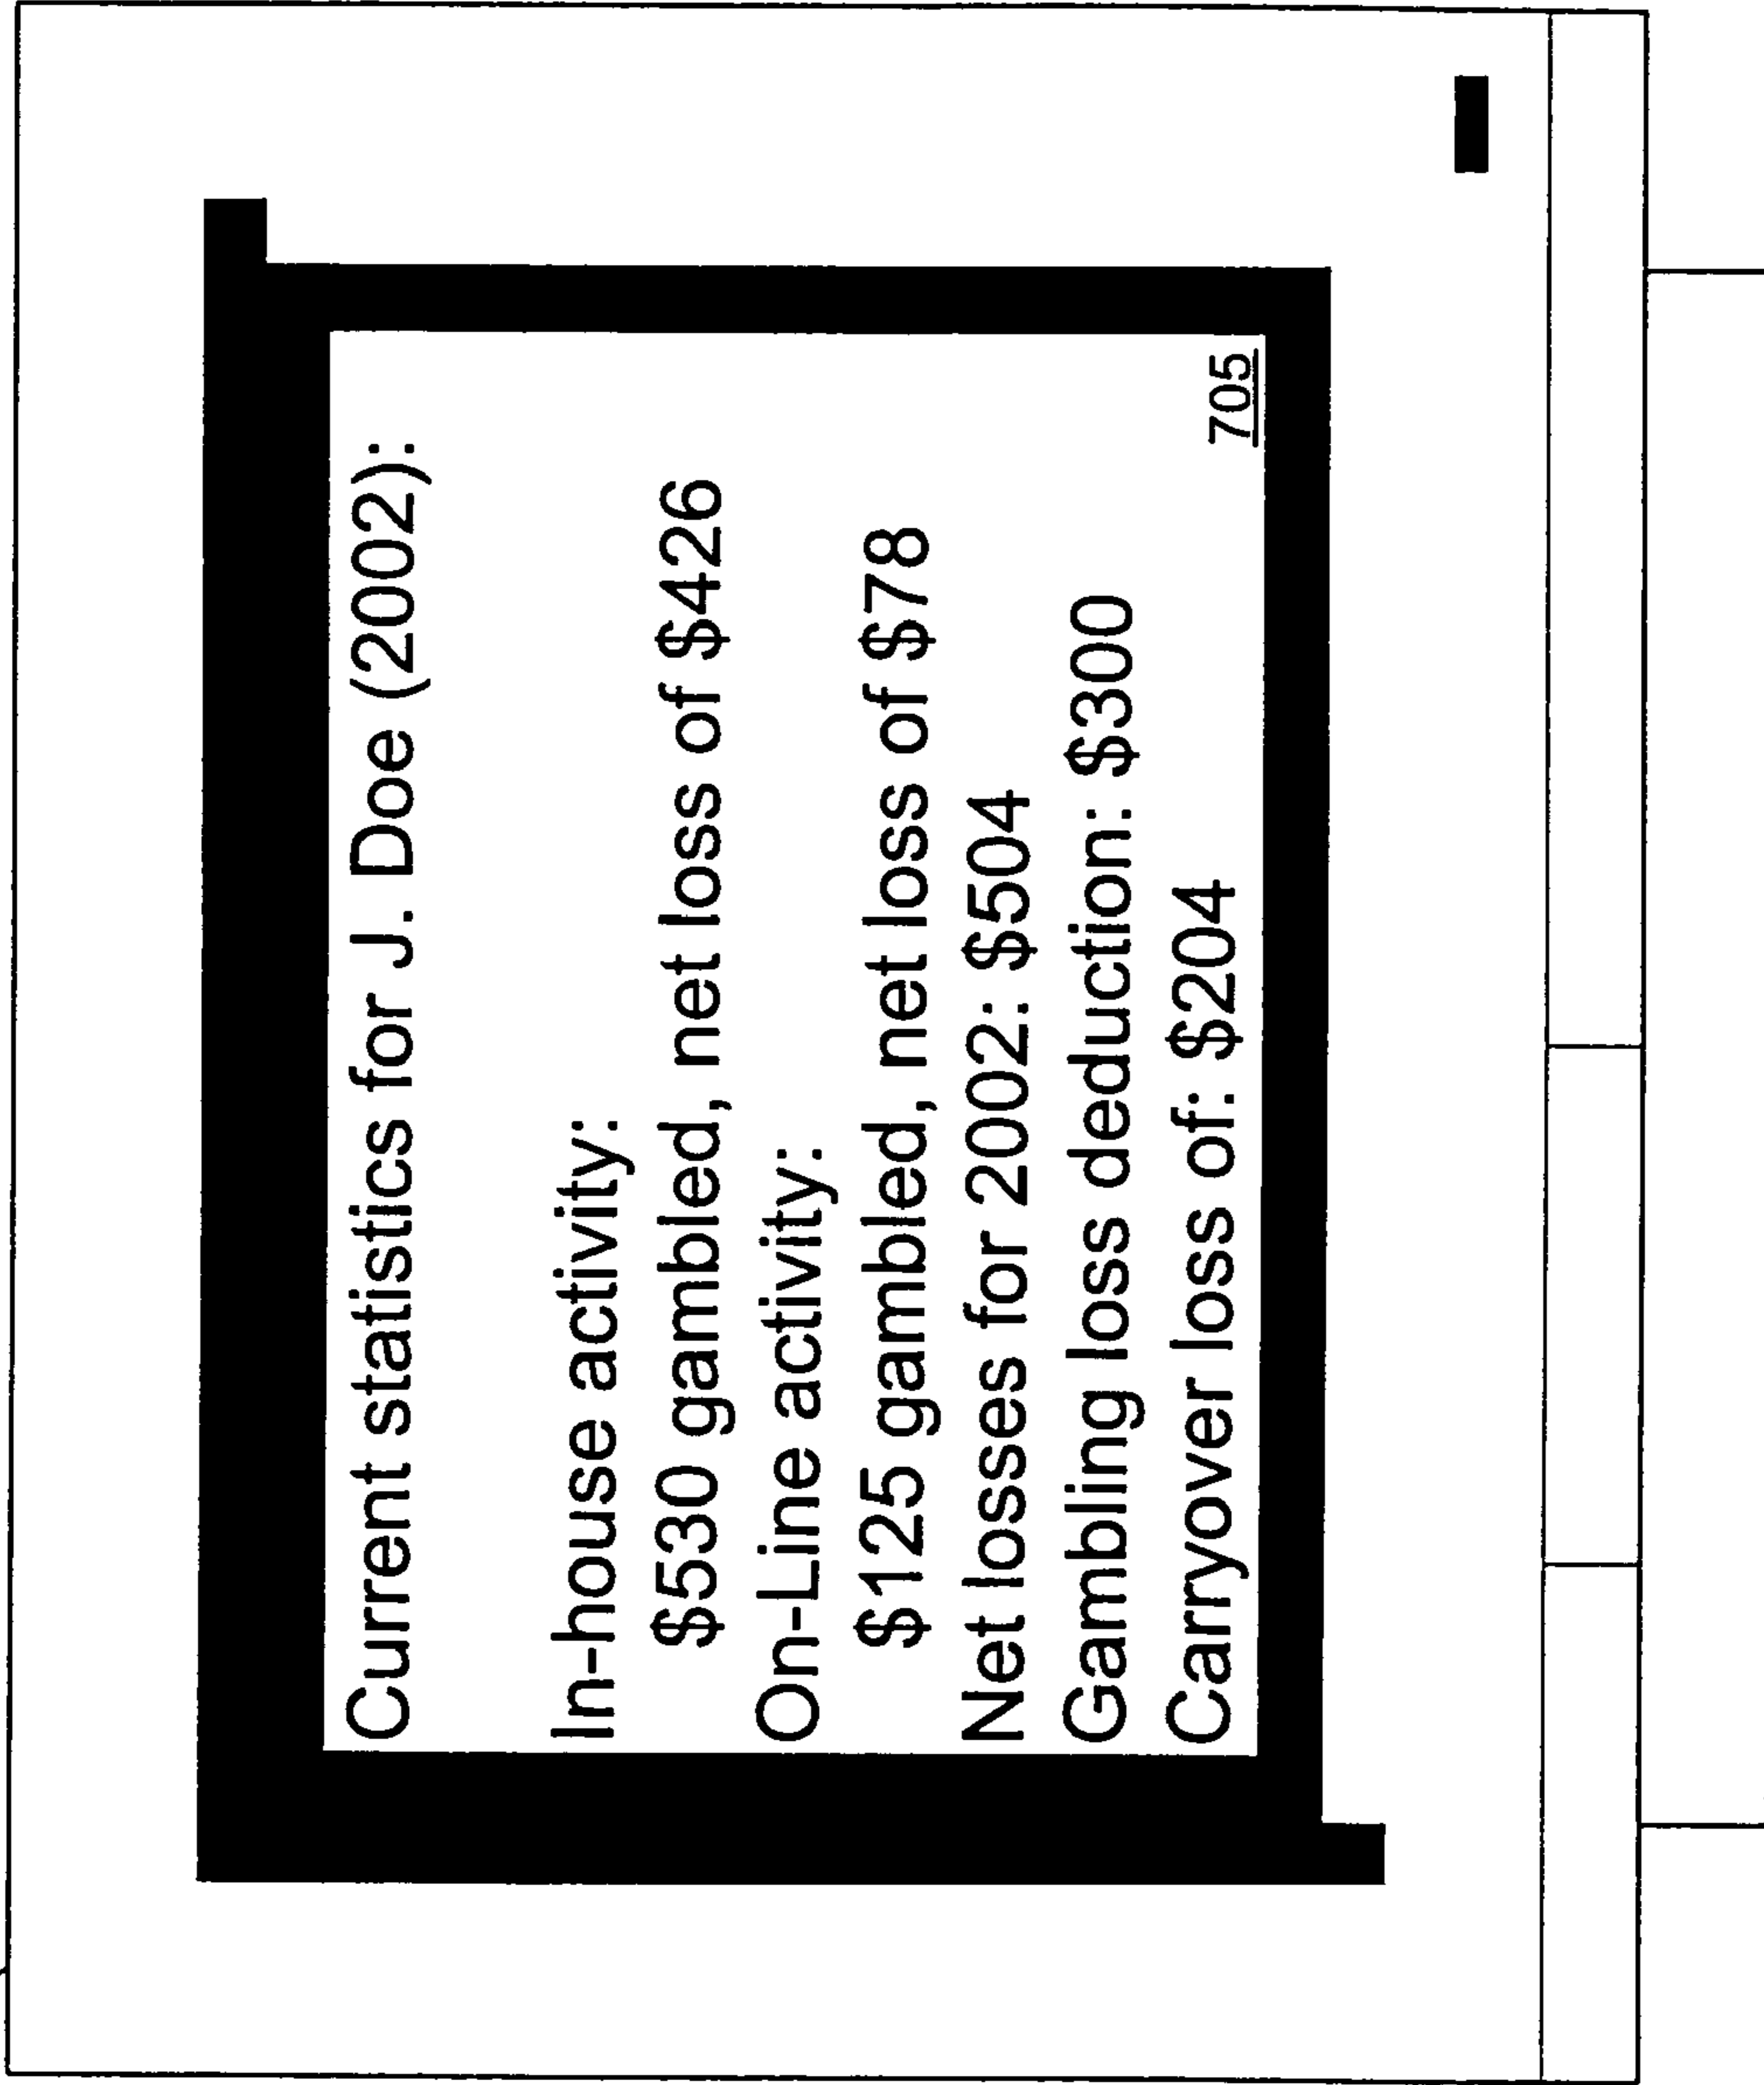 Current statistics for J. Doe (2002):
In-house activity:
$530 gambled, net loss of $426
On-Line activity:
$125 gambled, net loss of $78
Net losses for 2002: $504
Gambling loss deduction: $300
Carryover loss of: $204
705